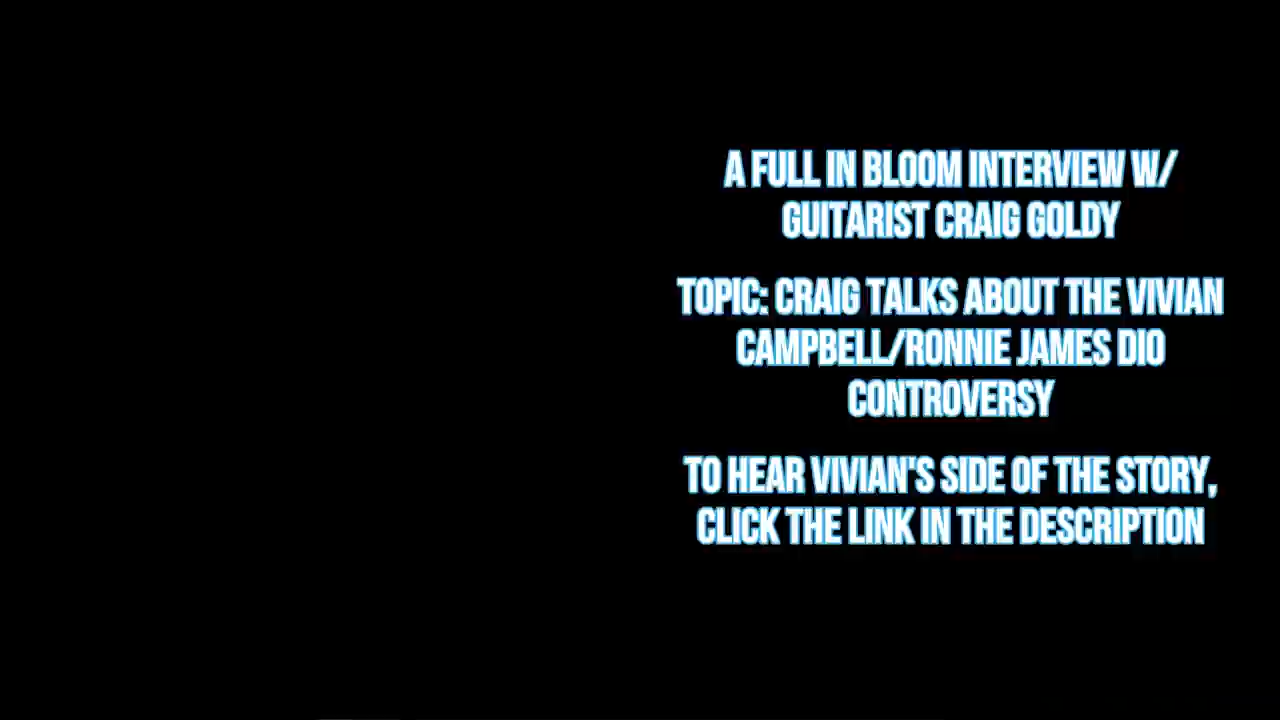 A FULL IN BLOOM INTERVIEW W/
GUITARIST CRAIG GOLDY
TOPIC: CRAIG TALKS ABOUT THE VIVIAN
CAMPBELL/RONNIE JAMES DIO
CONTROVERSY
TO HEAR VIVIAN'S SIDE OF THE STORY,
CLICK THE LINK IN THE DESCRIPTION